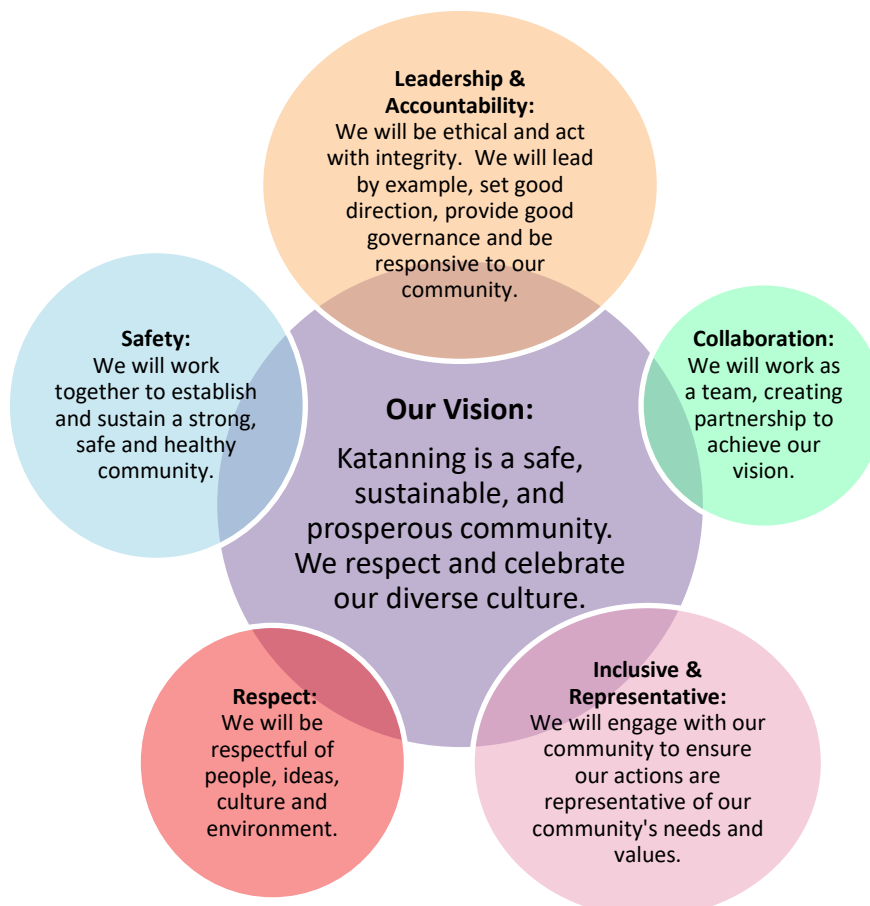 Leadership &
Accountability:
We will be ethical and act
with integrity.  We will lead
by example, set good
direction, provide good
governance and be
responsive to our
community.
Safety:
We will work
together to establish
and sustain a strong,
safe and healthy
community.
Collaboration:
We will work as
a team, creating
partnership to
achieve our
vision.
Our Vision:
Katanning is a safe,
sustainable, and
prosperous community.
We respect and celebrate
our diverse culture.
Respect:
We will be
respectful of
people, ideas,
culture and
environment.
Inclusive &
Representative:
We will engage with our
community to ensure
our actions are
representative of our
community's needs and
values.